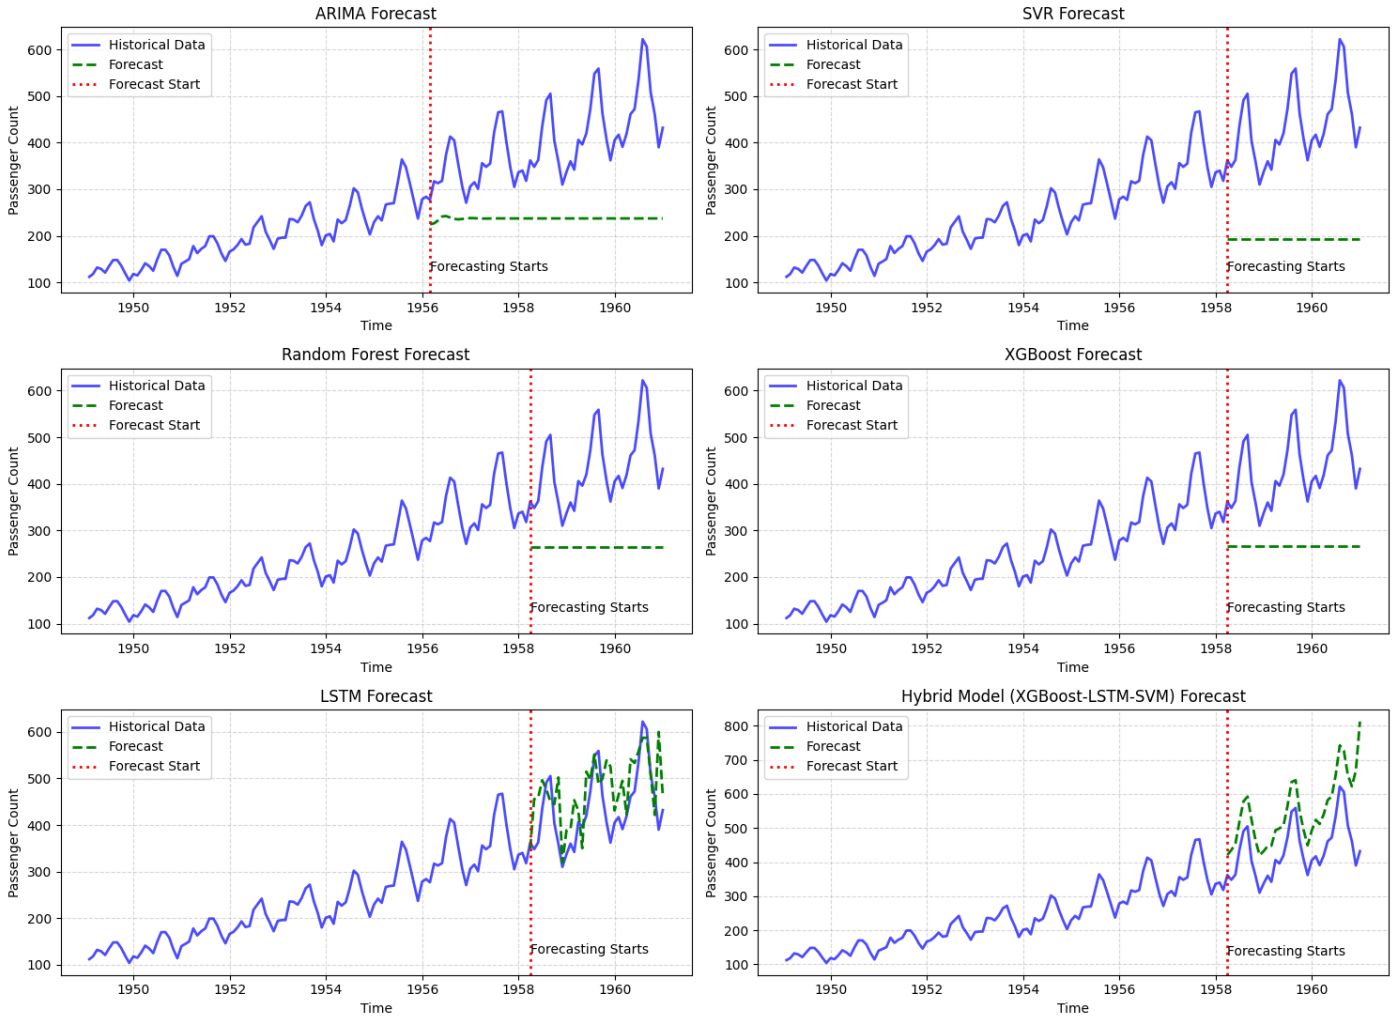 ARIMA Forecast
Historical Data
Forecast
Forecast Start
600
500
400
300
200
100
Passenger Count
Forecasting Starts
1950 1952 1954 1956 1958 1960
Time
SVR Forecast
Historical Data
Forecast
Forecast Start
600
500
400
300
200
100
Passenger Count
Forecasting Starts
1950 1952 1954 1956 1958 1960
Time
Random Forest Forecast
Historical Data
Forecast
Forecast Start
600
500
400
300
200
100
Passenger Count
Forecasting Starts
1950 1952 1954 1956 1958 1960
Time
XGBoost Forecast
Historical Data
Forecast
Forecast Start
600
500
400
300
200
100
Passenger Count
Forecasting Starts
1950 1952 1954 1956 1958 1960
Time
LSTM Forecast
Historical Data
Forecast
Forecast Start
600
500
400
300
200
100
Passenger Count
Forecasting Starts
1950 1952 1954 1956 1958 1960
Time
Hybrid Model (XGBoost-LSTM-SVM) Forecast
Historical Data
Forecast
Forecast Start
800
700
600
500
400
300
200
100
Passenger Count
Forecasting Starts
1950 1952 1954 1956 1958 1960
Time